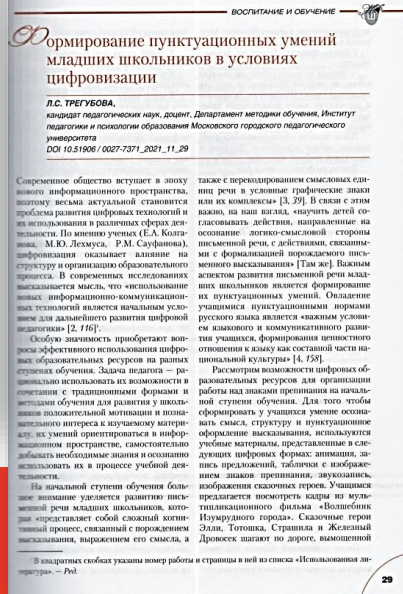 ВОСПИТАНИЕ И ОБУЧЕНИЕ
Формирование пунктуационных умений
младших школьников в условиях
цифровизации
Л.С. ТРЕГУБОВА,
кандидат педагогических наук, доцент, Департамент методики обучения, Институт
педагогики и психологии образования Московского городского педагогического
университета
DOI 10.51906 / 0027-7371_2021_11_29
Современное общество вступает в эпоху
нового информационного пространства,
поэтому весьма актуальной становится
проблема развития цифровых технологий и
их использования в различных сферах дея-
тельности. По мнению ученых (Е.А. Колга-
нова, М.Ю. Лехмуса, Р.М. Сауфанова),
цифровизация оказывает влияние на
структуру и организацию образовательного
процесса. В современных исследованиях
высказывается мысль, что «использование
новых информационно-коммуникацион-
ных технологий является начальным услови-
ем для дальнейшего развития цифровой
педагогики» [2, 116]¹.
Особую значимость приобретают воп-
росы эффективного использования цифро-
вых образовательных ресурсов на разных
ступенях обучения. Задача педагога — ра-
ционально использовать их возможности в
сочетании с традиционными формами и
методами обучения для развития у школь-
ников положительной мотивации и позна-
вательного интереса к изучаемому материа-
лу, их умений ориентироваться в инфор-
мационном пространстве, самостоятельно
добывать необходимые знания и осознанно
использовать их в процессе учебной дея-
тельности.
На начальной ступени обучения боль-
шое внимание уделяется развитию пись-
менной речи младших школьников, кото-
рая «представляет собой сложный когни-
тивный процесс, связанный с порождением
высказывания, выражением его смысла, а
также с перекодированием смысловых еди-
ниц речи в условные графические знаки
или их комплексы» [3, 39]. В связи с этим
важно, на наш взгляд, «научить детей со-
гласовывать действия, направленные на
осознание логико-смысловой стороны
письменной речи, с действиями, связанны-
ми с формализацией порождаемого пись-
менного высказывания» [Там же]. Важным
аспектом развития письменной речи млад-
ших школьников является формирование
их пунктуационных умений. Овладение
учащимися пунктуационными нормами
русского языка является «важным услови-
ем языкового и коммуникативного разви-
тия учащихся, формирования ценностного
отношения к языку как составной части на-
циональной культуры» [4, 158].
Рассмотрим возможности цифровых об-
разовательных ресурсов для организации
работы над знаками препинания на началь-
ной ступени обучения. Для того чтобы
сформировать у учащихся умение осозна-
вать смысл, структуру и пунктуационное
оформление высказывания, используются
учебные материалы, представленные в сле-
дующих цифровых формах: анимация, за-
пись предложений, таблички с изображе-
нием знаков препинания, звукозапись,
изображения сказочных героев. Учащимся
предлагается посмотреть кадры из муль-
типликационного фильма «Волшебник
Изумрудного города». Сказочные герои
Элли, Тотошка, Страшила и Железный
Дровосек шагают по дороге, вымощенной
¹В квадратных скобках указаны номер работы и страницы в ней из списка «Использованная ли-
тература». — Ред.
29